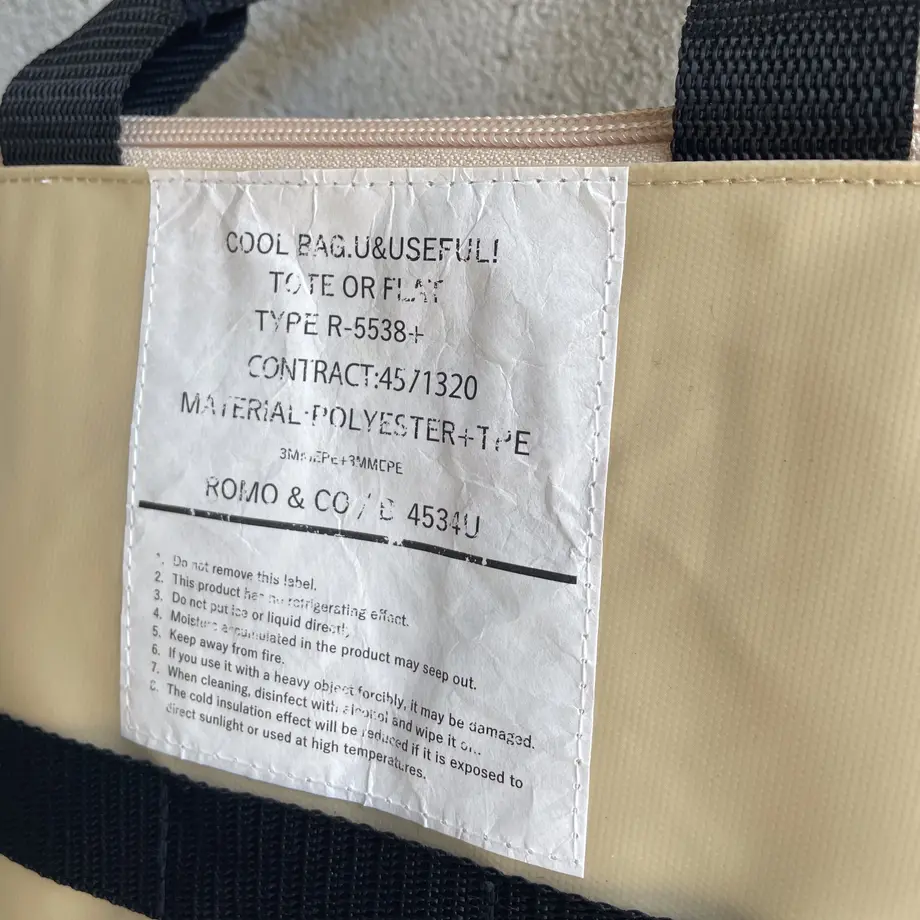 COOL BAG.U&USEFUL!
TOTE OR FLAT
TYPE R-5538+
CONTRACT:4571320
MATERIAL:POLYESTER+TPE
ROMO & CO / 4534U
1. Do not remove this label.
2. This product has no refrigerating effect.
3. Do not put ice or liquid directly
4. Moisture accumulated in the product may seep out.
5. Keep away from fire.
6. If you use it with a heavy object forcibly, it may be damaged.
7. When cleaning, disinfect with alcohol and wipe it
8. The cold insulation effect will be reduced if it is exposed to
direct sunlight or used at high temperatures.